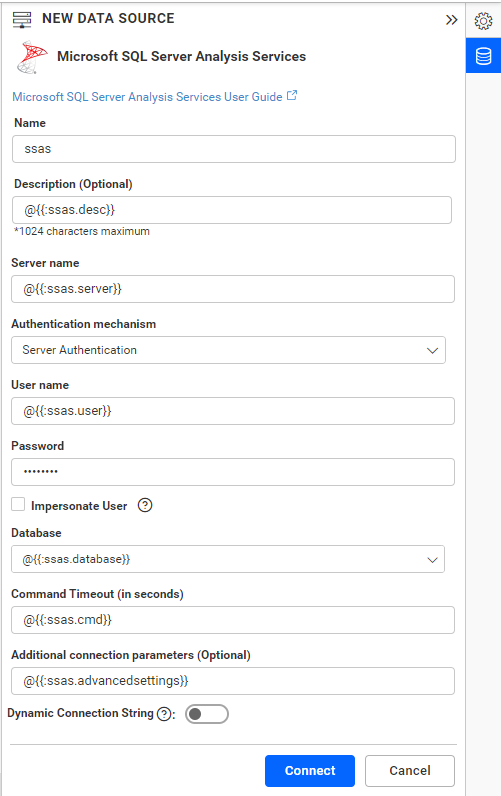 NEW DATA SOURCE
Microsoft SQL Server Analysis Services
Microsoft SQL Server Analysis Services User Guide
Name
ssas
Description (Optional)
@{{:ssas.desc}}
*1024 characters maximum
Server name
@{{:ssas.server}}
Authentication mechanism
Server Authentication
User name
@{{:ssas.user}}
Password
••••••••
Impersonate User ?
Database
@{{:ssas.database}}
Command Timeout (in seconds)
@{{:ssas.cmd}}
Additional connection parameters (Optional)
@{{:ssas.advancedsettings}}
Dynamic Connection String ? :
Connect Cancel